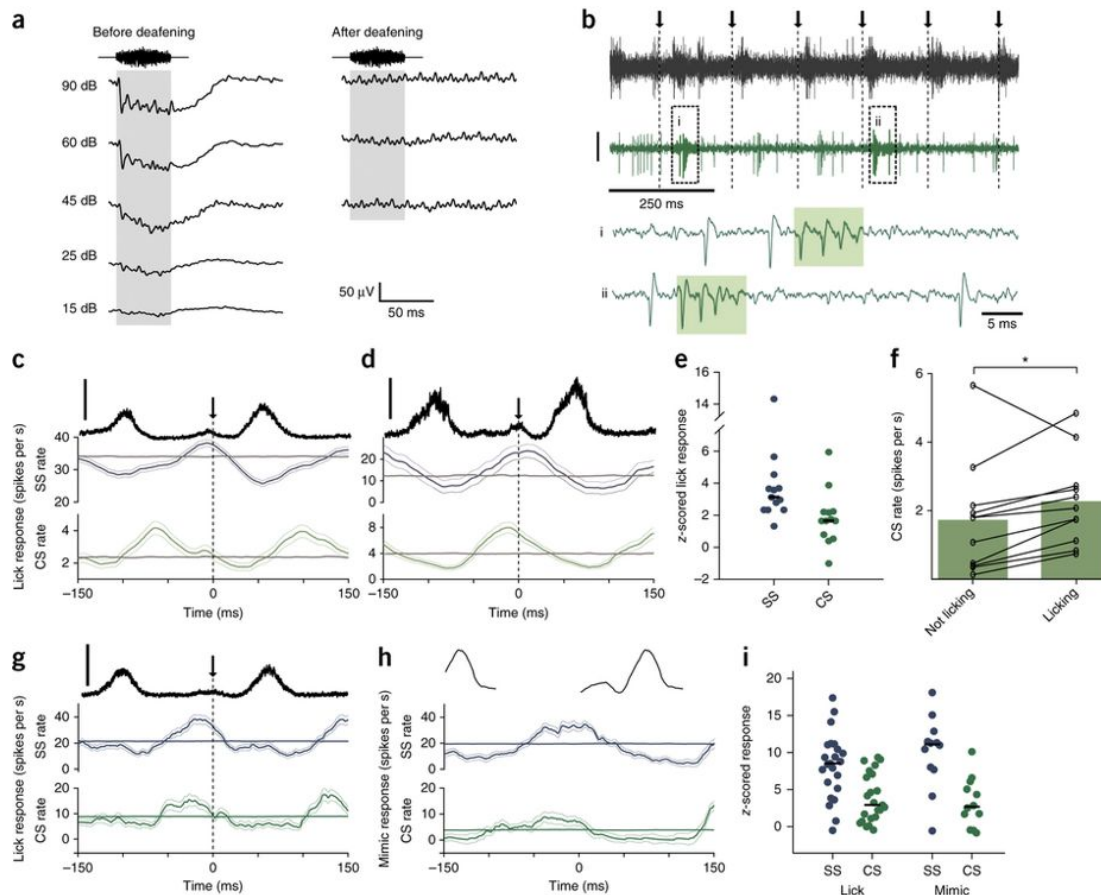 a
Before deafening
After deafening
90 dB
60 dB
45 dB
25 dB
15 dB
50 µV
50 ms
b
i
ii
250 ms
i
ii
5 ms
c
Lick response (spikes per s)
SS rate
40
30
20
CS rate
4
2
–150
0
150
Time (ms)
d
20
10
0
8
4
0
–150
0
150
Time (ms)
e
z-scored lick response
16
14
4
6
4
2
0
–2
SS
CS
f
*
CS rate (spikes per s)
6
4
2
Not licking
Licking
g
Lick response (spikes per s)
SS rate
40
20
0
CS rate
20
10
0
–150
0
150
Time (ms)
h
Mimic response (spikes per s)
SS rate
40
20
0
CS rate
20
10
0
–150
0
150
Time (ms)
i
z-scored response
20
15
10
5
0
SS
CS
SS
CS
Lick
Mimic